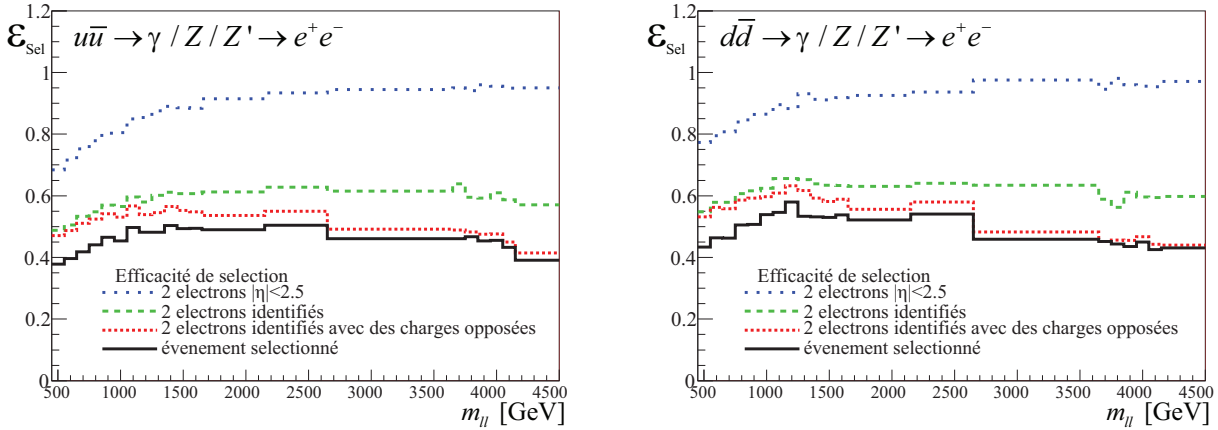 1.2
1
0.8
0.6
0.4
0.2
0
ε_Sel
uū → γ / Z / Z' → e⁺e⁻
Efficacité de selection
2 electrons |η|<2.5
2 electrons identifiés
2 electrons identifiés avec des charges opposées
évenement selectionné
500 1000 1500 2000 2500 3000 3500 4000 4500
m_ll [GeV]
1.2
1
0.8
0.6
0.4
0.2
0
ε_Sel
dd̄ → γ / Z / Z' → e⁺e⁻
Efficacité de selection
2 electrons |η|<2.5
2 electrons identifiés
2 electrons identifiés avec des charges opposées
évenement selectionné
500 1000 1500 2000 2500 3000 3500 4000 4500
m_ll [GeV]